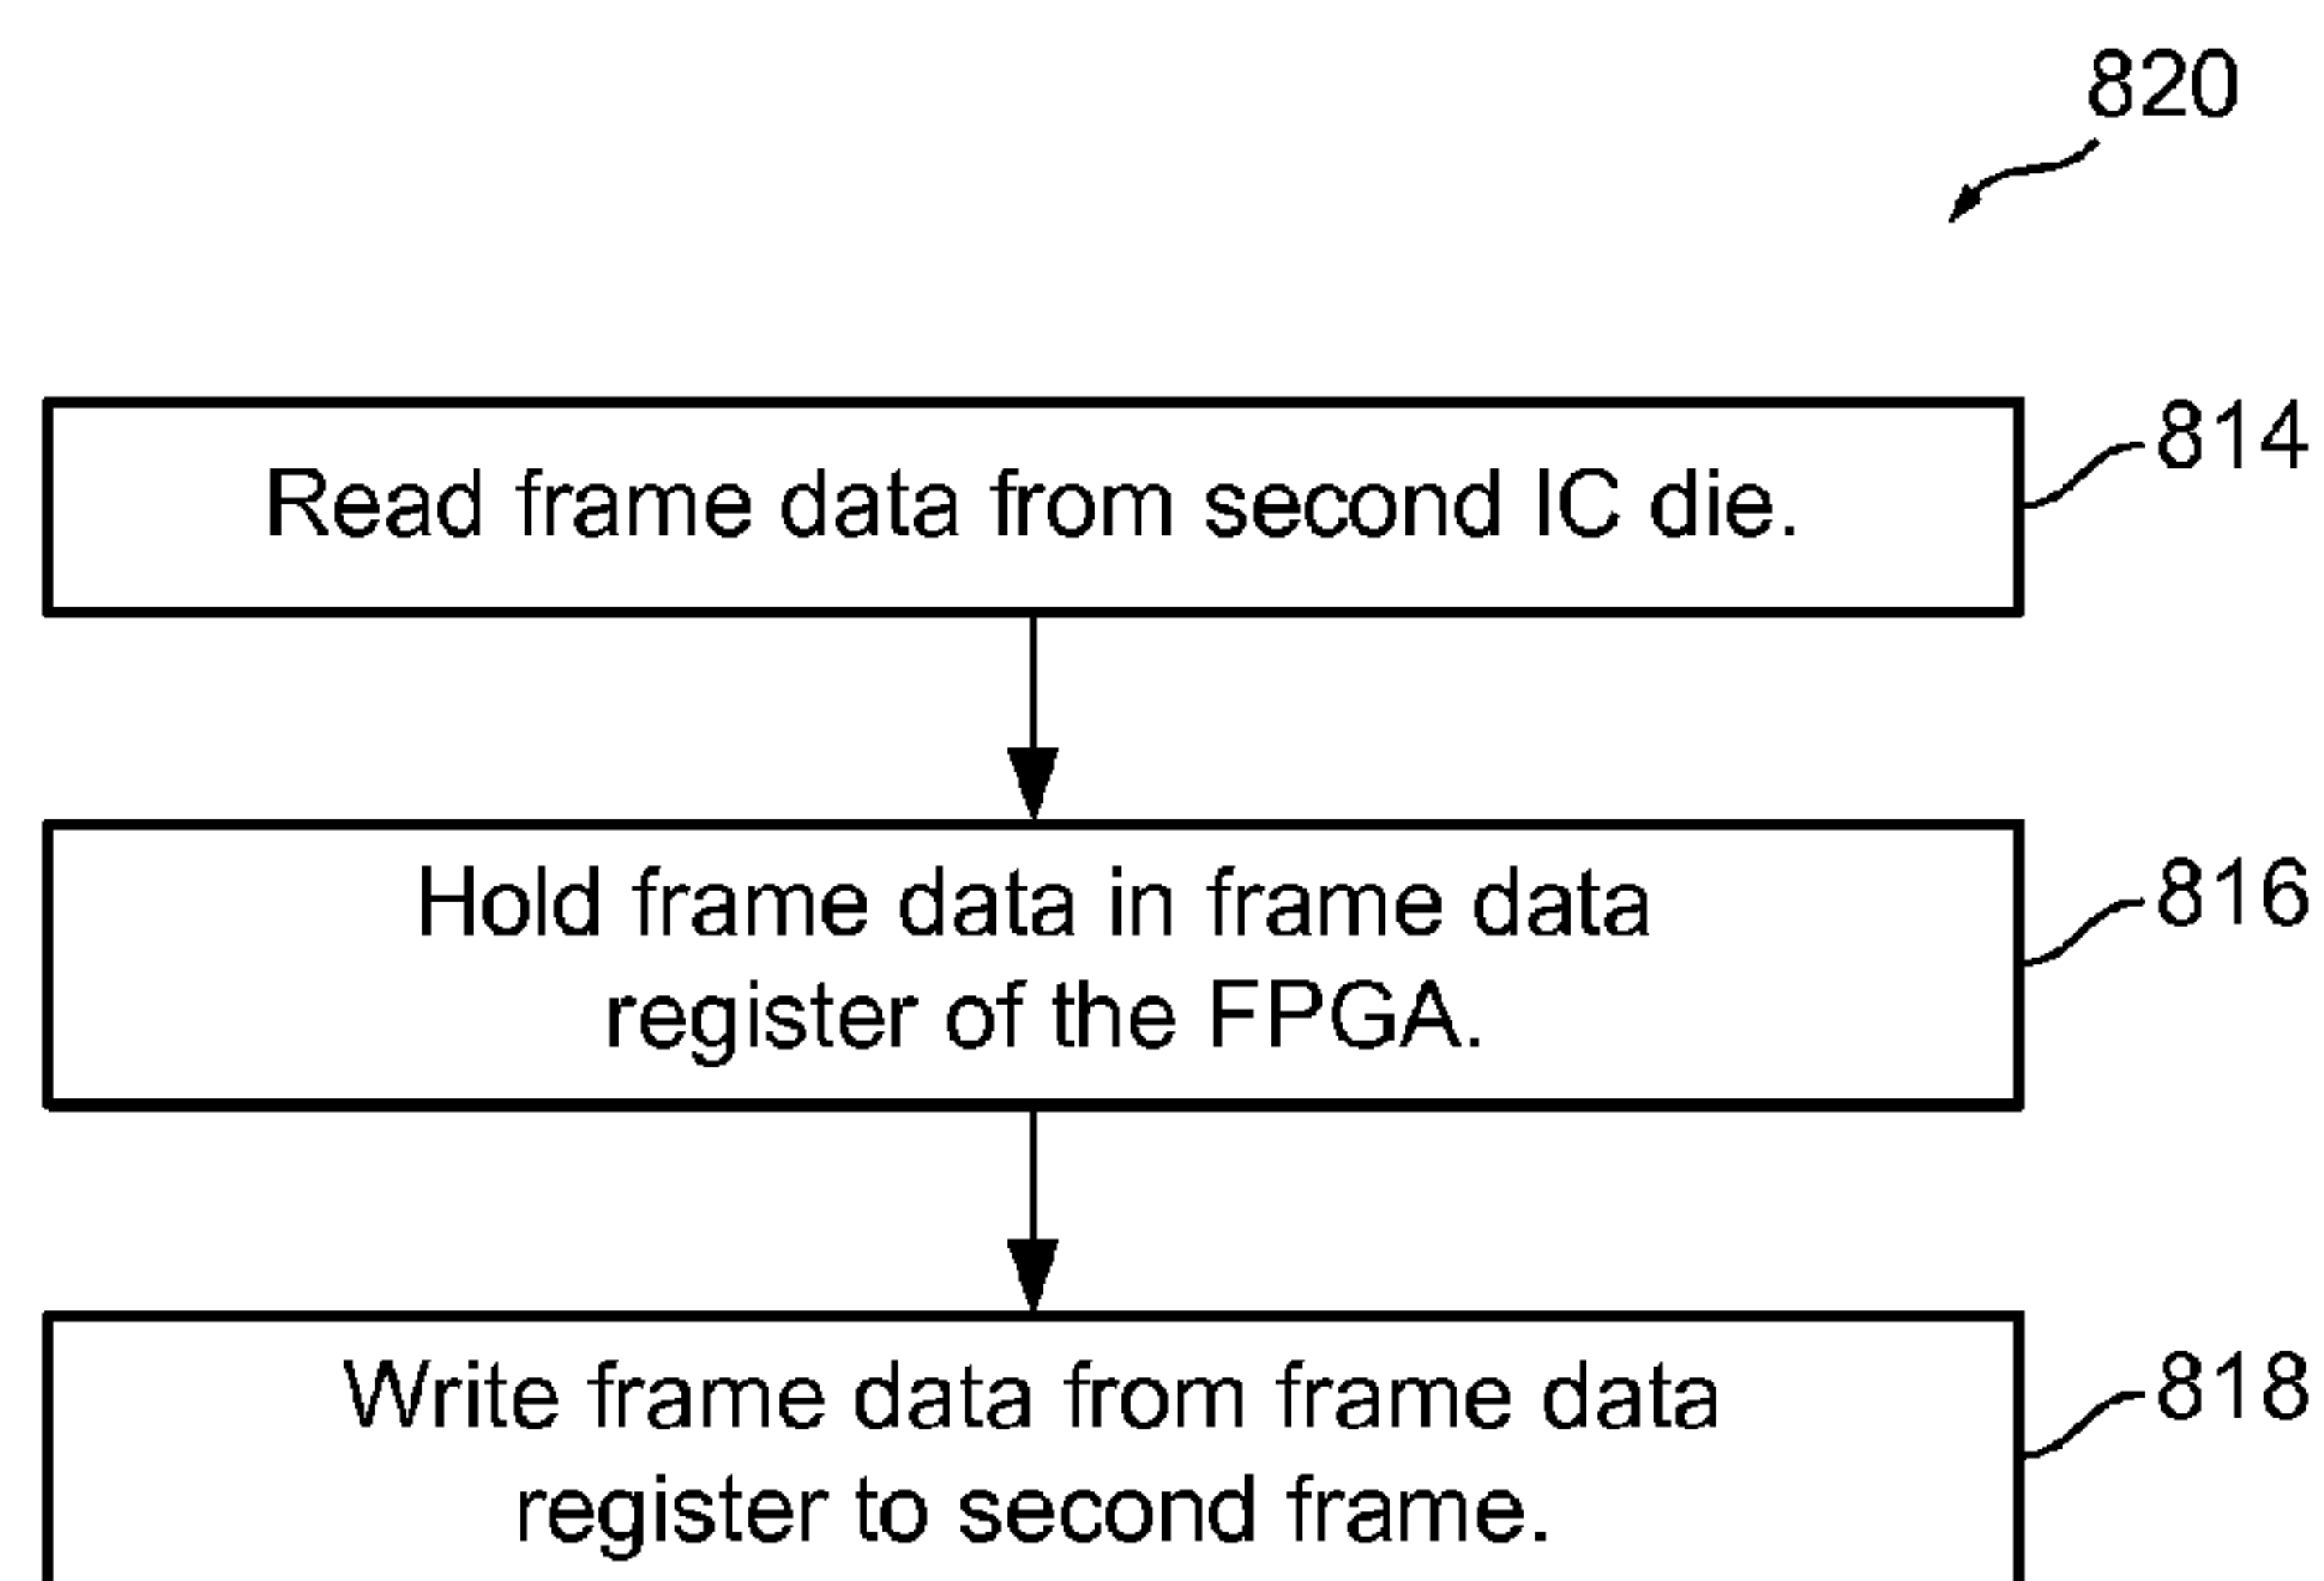 820
Read frame data from second IC die.
814
Hold frame data in frame data
register of the FPGA.
816
Write frame data from frame data
register to second frame.
818